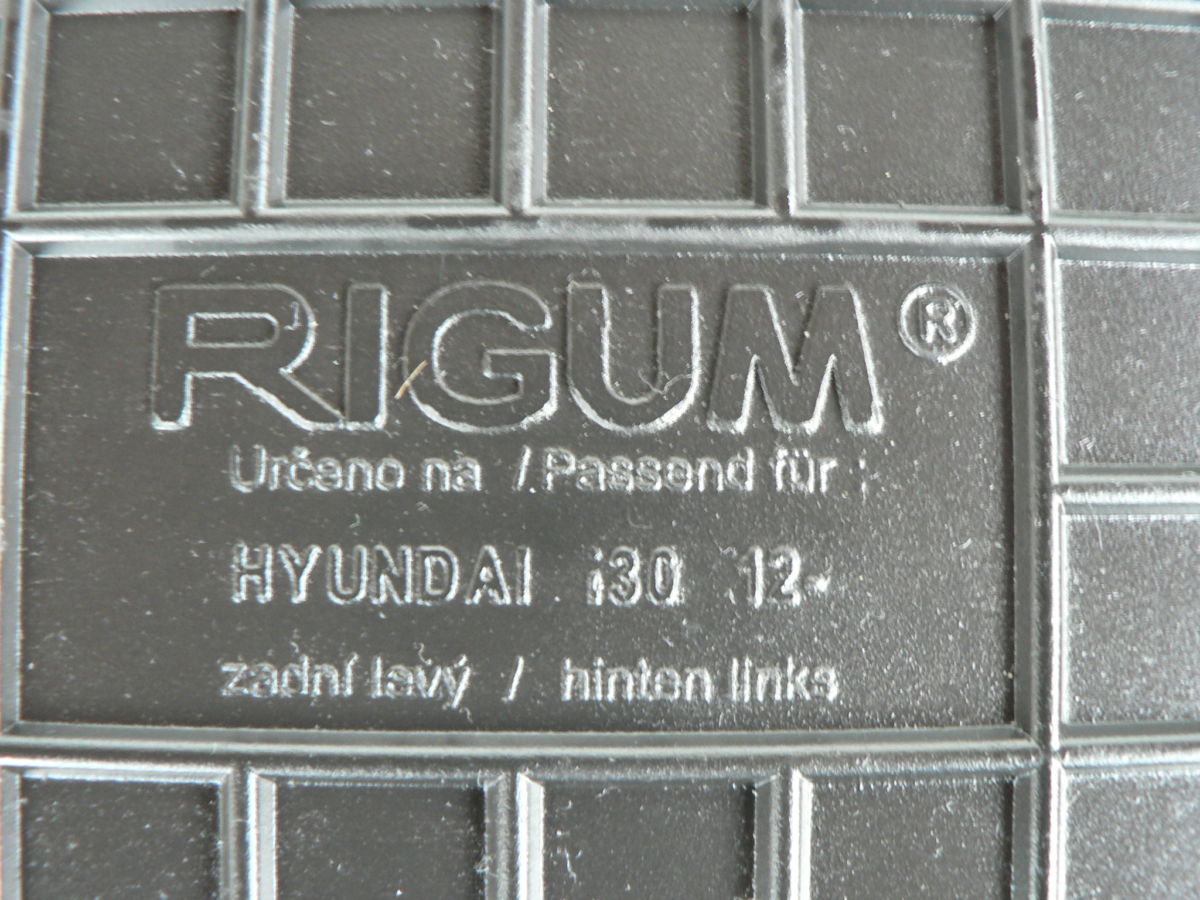 RIGUM®
Určeno na / Passend für :
HYUNDAI i30 12-
zadní levý / hinten links